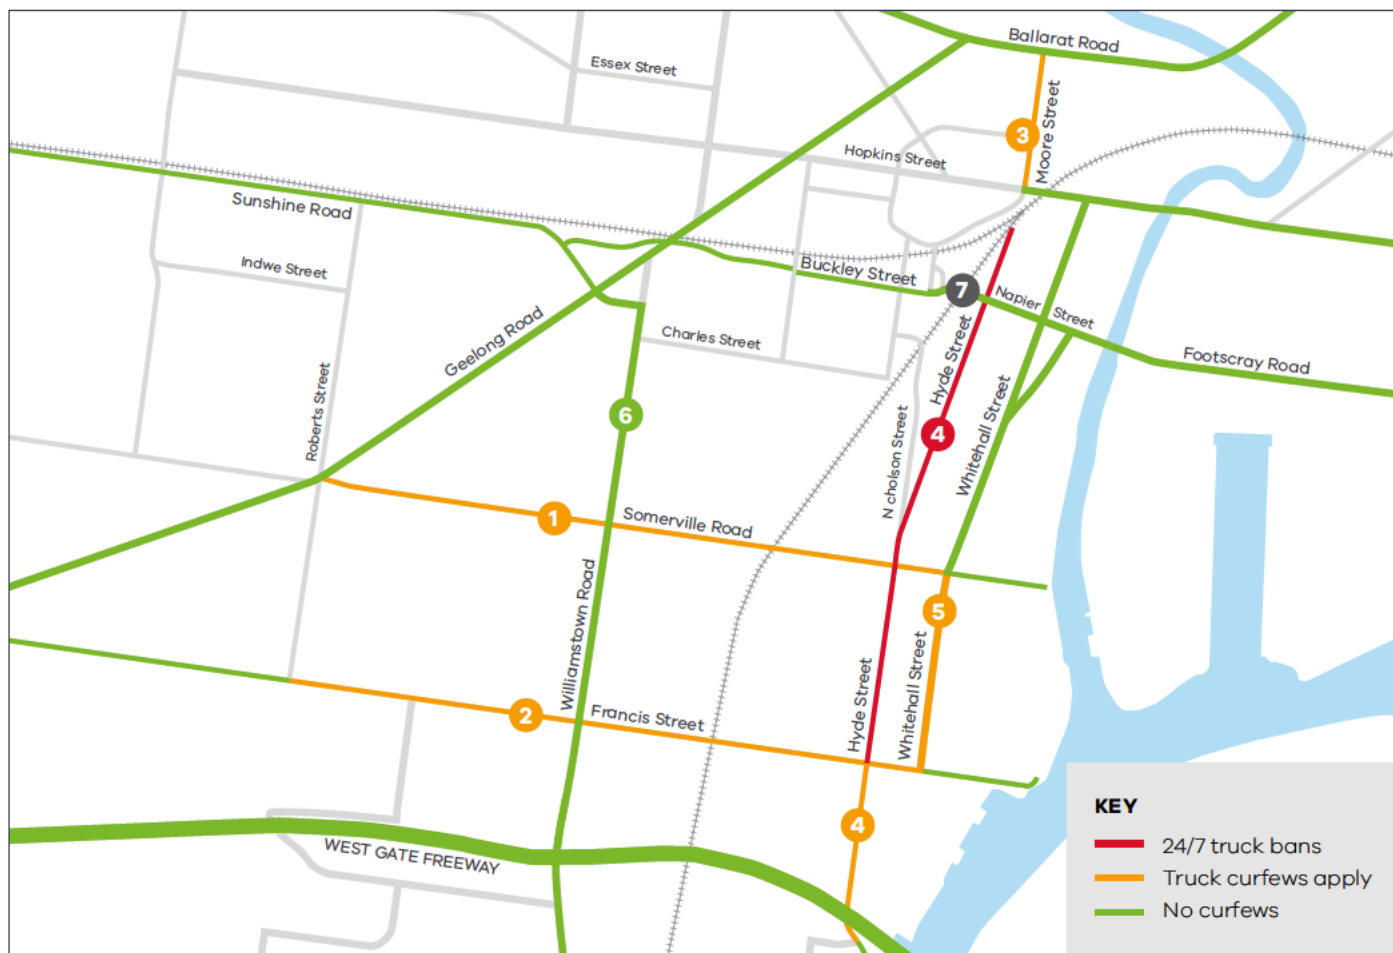 Ballarat Road
Essex Street
3
Moore Street
Hopkins Street
Sunshine Road
Indwe Street
Buckley Street
7
Napier Street
Geelong Road
Charles Street
Hyde Street
Footscray Road
Roberts Street
6
N cholson Street
4
Whitehall Street
1
Somerville Road
5
Williamstown Road
Hyde Street
Whitehall Street
2
Francis Street
4
WEST GATE FREEWAY
KEY
24/7 truck bans
Truck curfews apply
No curfews